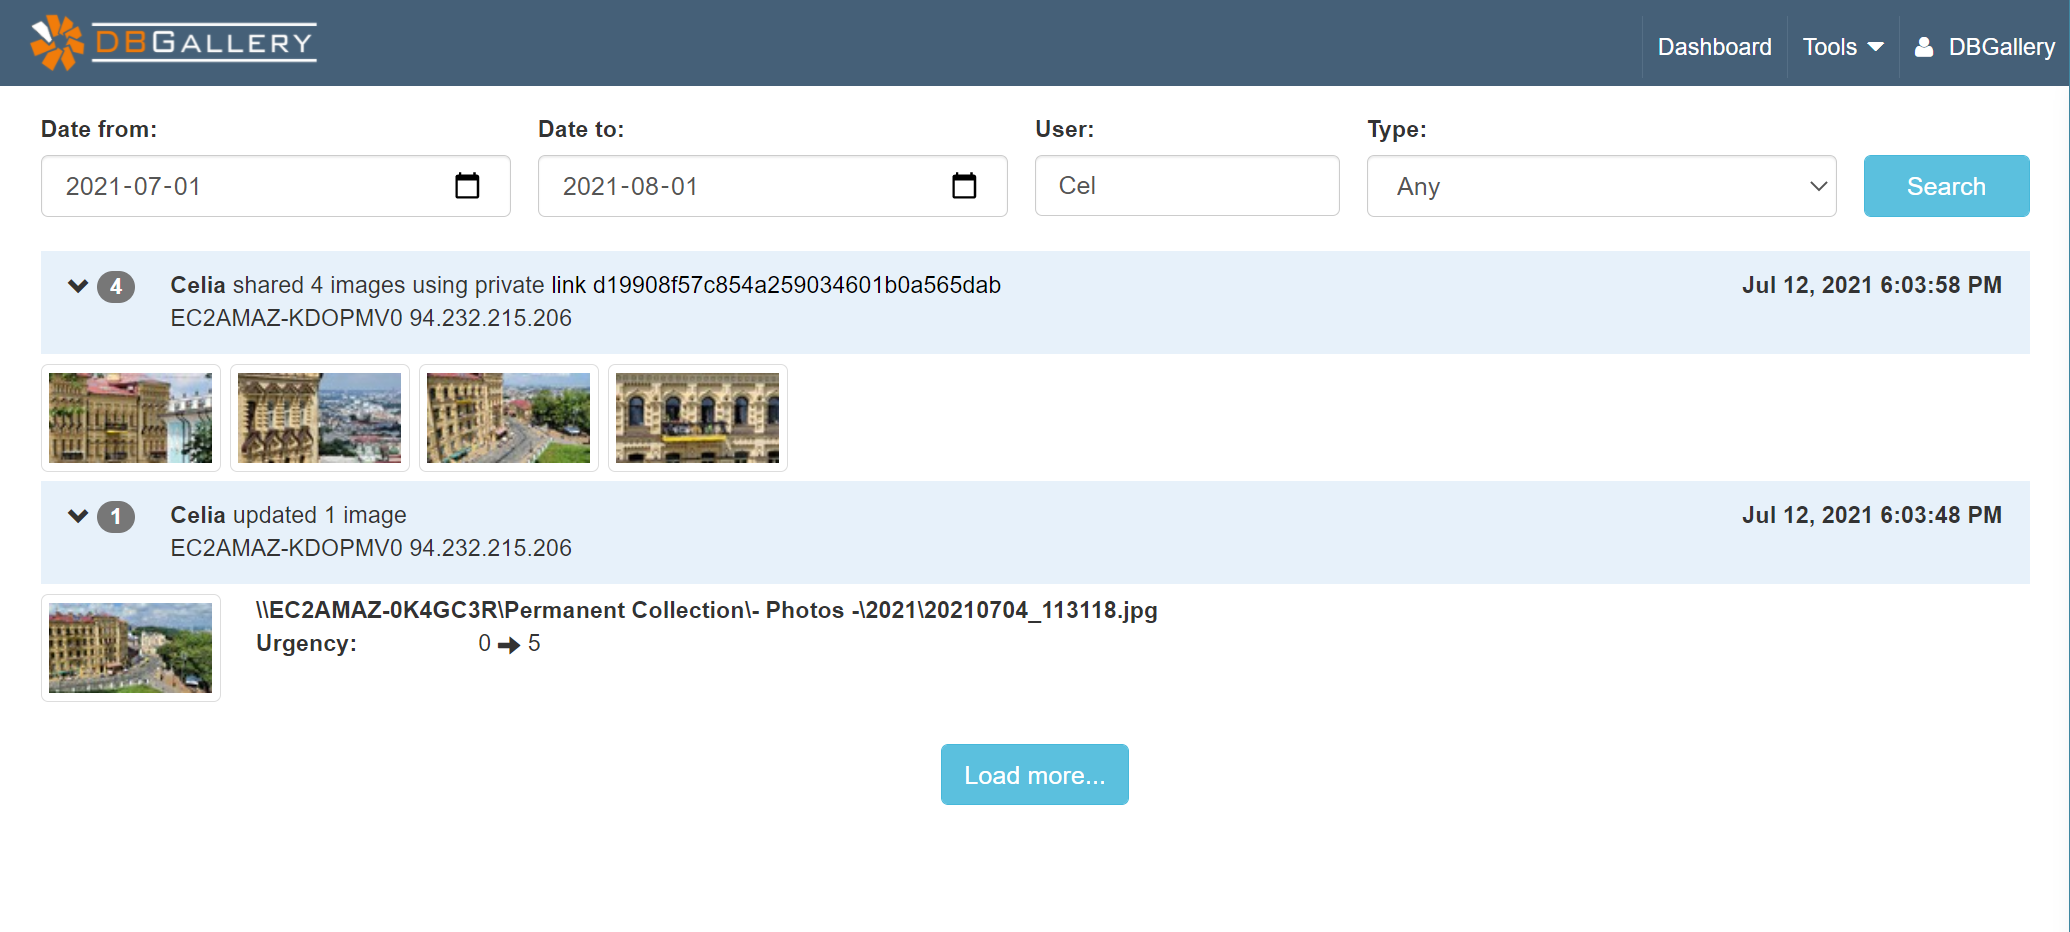 DBGALLERY
Dashboard Tools DBGallery
Date from: Date to: User: Type:
2021-07-01 2021-08-01 Cel Any Search
4 Celia shared 4 images using private link d19908f57c854a259034601b0a565dab Jul 12, 2021 6:03:58 PM
EC2AMAZ-KDOPMV0 94.232.215.206
1 Celia updated 1 image Jul 12, 2021 6:03:48 PM
EC2AMAZ-KDOPMV0 94.232.215.206
\\EC2AMAZ-0K4GC3R\Permanent Collection\- Photos -\2021\20210704_113118.jpg
Urgency: 0 → 5
Load more...